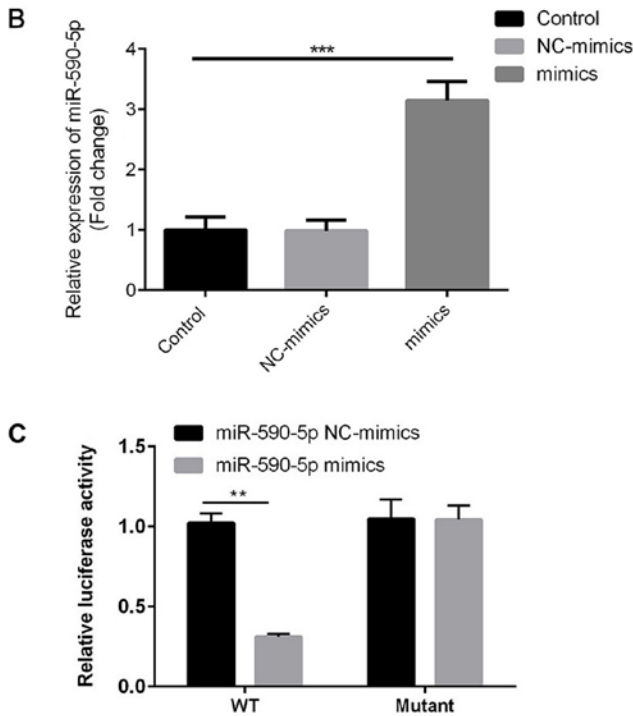 B
Control
NC-mimics
mimics
***
Relative expression of miR-590-5p
(Fold change)
4
3
2
1
0
Control
NC-mimics
mimics
C
miR-590-5p NC-mimics
miR-590-5p mimics
**
Relative luciferase activity
1.5
1.0
0.5
0.0
WT
Mutant